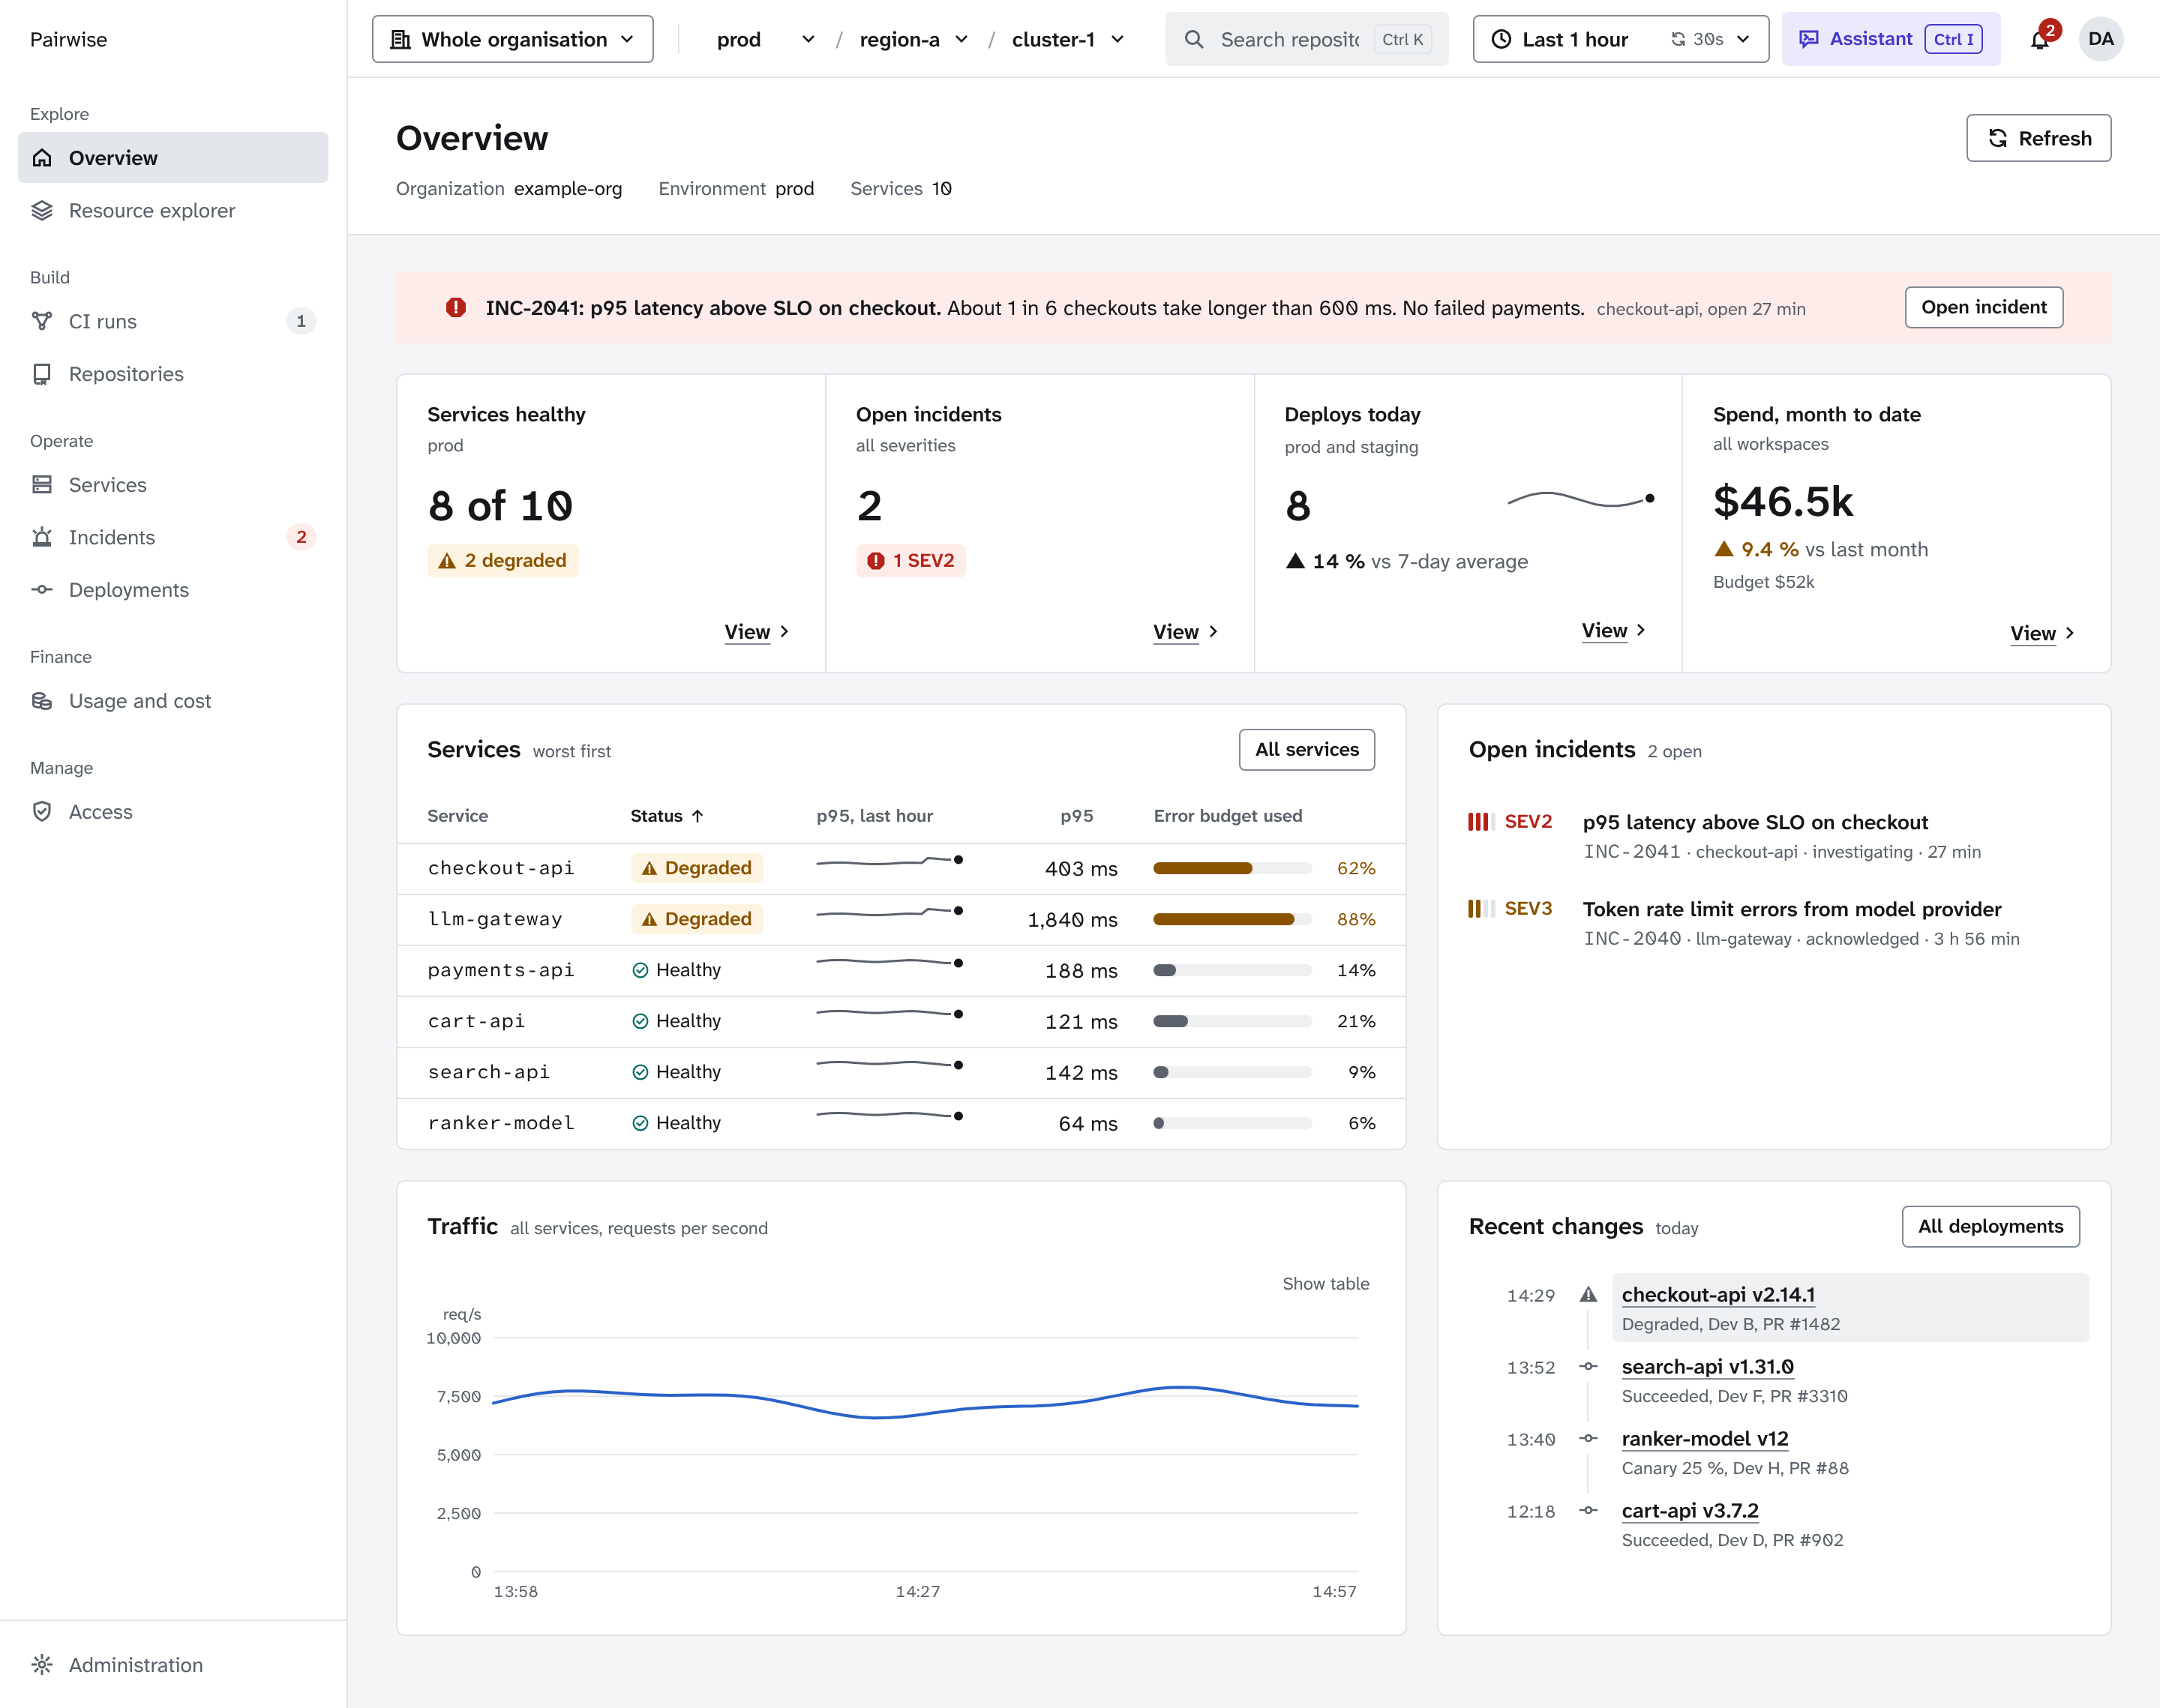 Pairwise
Explore
Overview
Resource explorer
Build
CI runs 1
Repositories
Operate
Services
Incidents 2
Deployments
Finance
Usage and cost
Manage
Access
Administration
Whole organisation prod / region-a / cluster-1 Search reposito Ctrl K Last 1 hour 30s Assistant Ctrl I 2 DA
Overview
Refresh
Organization example-org Environment prod Services 10
INC-2041: p95 latency above SLO on checkout. About 1 in 6 checkouts take longer than 600 ms. No failed payments. checkout-api, open 27 min Open incident
Services healthy
prod
8 of 10
2 degraded
View
Open incidents
all severities
2
1 SEV2
View
Deploys today
prod and staging
8
14 % vs 7-day average
View
Spend, month to date
all workspaces
$46.5k
9.4 % vs last month
Budget $52k
View
Services worst first All services
Service Status p95, last hour p95 Error budget used
checkout-api Degraded 403 ms 62%
llm-gateway Degraded 1,840 ms 88%
payments-api Healthy 188 ms 14%
cart-api Healthy 121 ms 21%
search-api Healthy 142 ms 9%
ranker-model Healthy 64 ms 6%
Open incidents 2 open
SEV2 p95 latency above SLO on checkout
INC-2041 · checkout-api · investigating · 27 min
SEV3 Token rate limit errors from model provider
INC-2040 · llm-gateway · acknowledged · 3 h 56 min
Traffic all services, requests per second
Show table
req/s
10,000
7,500
5,000
2,500
0
13:58 14:27 14:57
Recent changes today All deployments
14:29 checkout-api v2.14.1
Degraded, Dev B, PR #1482
13:52 search-api v1.31.0
Succeeded, Dev F, PR #3310
13:40 ranker-model v12
Canary 25 %, Dev H, PR #88
12:18 cart-api v3.7.2
Succeeded, Dev D, PR #902